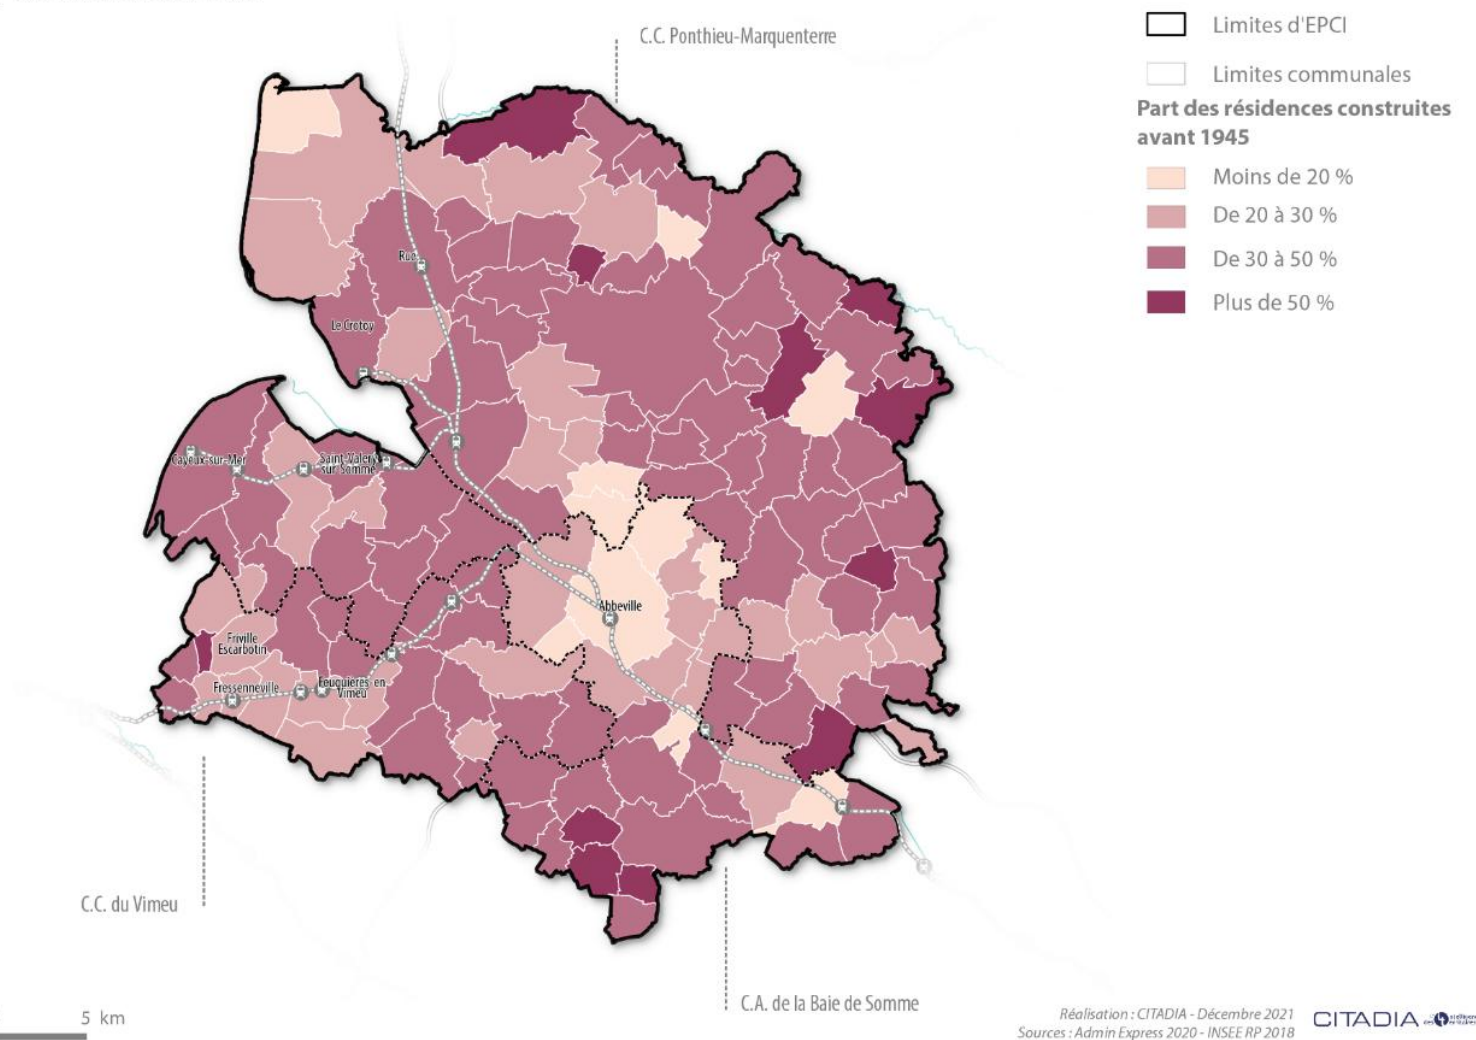 C.C. Ponthieu-Marquenterre
Limites d'EPCI
Limites communales
Part des résidences construites
avant 1945
Moins de 20 %
De 20 à 30 %
De 30 à 50 %
Plus de 50 %
Rue
Le Crotoy
Cayeux-sur-Mer
Saint-Valery
sur-Somme
Abbeville
Friville
Escarbotin
Fressenneville
Feuquières-en
Vimeu
C.C. du Vimeu
C.A. de la Baie de Somme
5 km
Réalisation : CITADIA - Décembre 2021
Sources : Admin Express 2020 - INSEE RP 2018
CITADIA